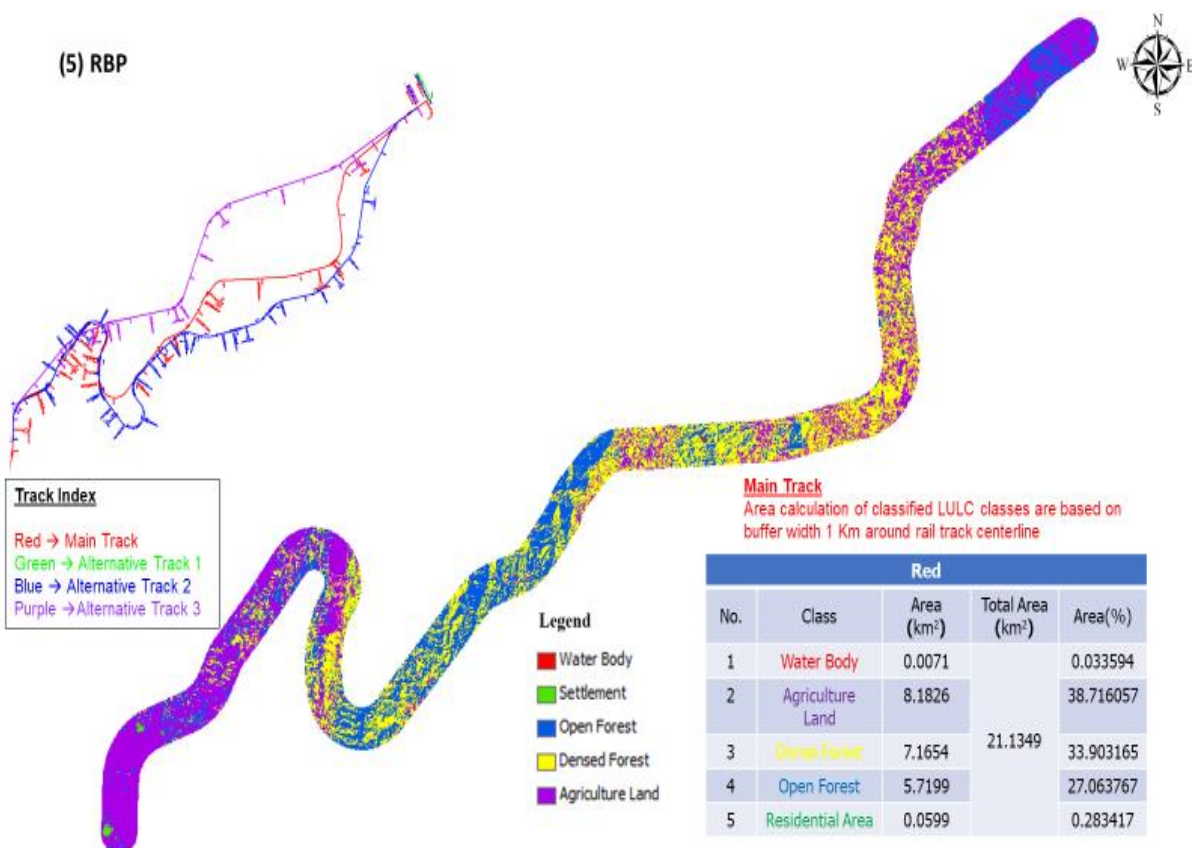 (5) RBP
N
W E
S
Track Index
Red → Main Track
Green → Alternative Track 1
Blue → Alternative Track 2
Purple → Alternative Track 3
Legend
Water Body
Settlement
Open Forest
Densed Forest
Agriculture Land
Main Track
Area calculation of classified LULC classes are based on
buffer width 1 Km around rail track centerline
Red
No. Class Area (km²) Total Area (km²) Area(%)
1 Water Body 0.0071 21.1349 0.033594
2 Agriculture Land 8.1826 38.716057
3 Dense Forest 7.1654 33.903165
4 Open Forest 5.7199 27.063767
5 Residential Area 0.0599 0.283417